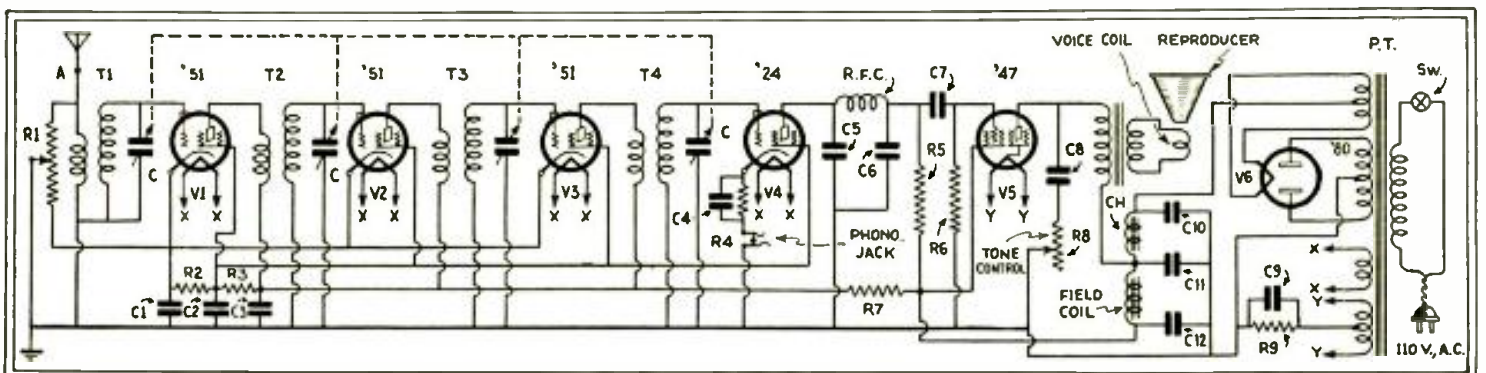 VOICE COIL
REPRODUCER
P.T.
A
T1
'51
T2
'51
T3
'51
T4
'24
R.F.C.
C7
'47
Sw.
R1
C
C
C
C5
C6
R5
R6
C8
'80
V6
V1
V2
V3
V4
V5
C4
X
X
X
X
X
X
X
X
Y
Y
CH
C10
R4
PHONO
JACK
TONE
CONTROL
R8
X
R2
R3
C11
C9
X
Y
C1
C2
C3
R7
FIELD
COIL
C12
R9
Y
110 V., A.C.